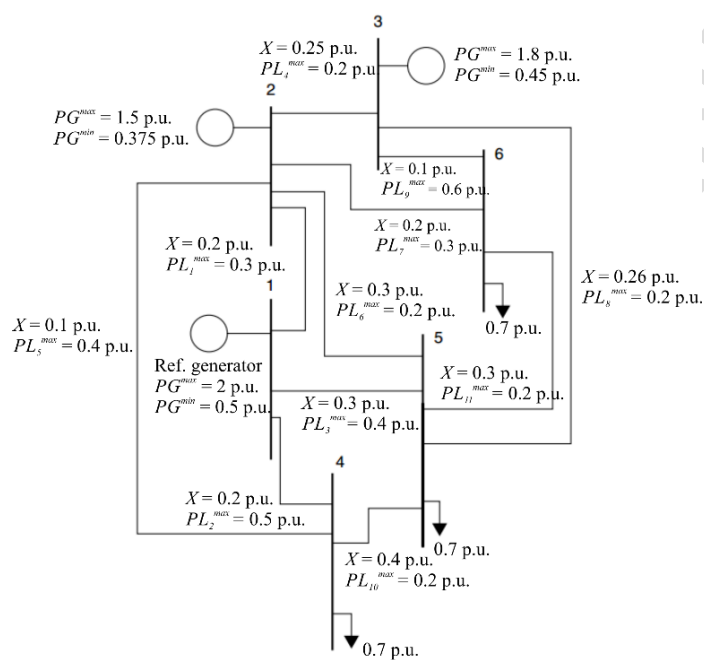 3
X = 0.25 p.u.
PL₄ᵐᵃˣ = 0.2 p.u.
PGᵐᵃˣ = 1.8 p.u.
PGᵐⁱⁿ = 0.45 p.u.
2
PGᵐᵃˣ = 1.5 p.u.
PGᵐⁱⁿ = 0.375 p.u.
6
X = 0.1 p.u.
PL₉ᵐᵃˣ = 0.6 p.u.
X = 0.2 p.u.
PL₇ᵐᵃˣ = 0.3 p.u.
X = 0.2 p.u.
PL₁ᵐᵃˣ = 0.3 p.u.
1
X = 0.26 p.u.
PL₈ᵐᵃˣ = 0.2 p.u.
X = 0.3 p.u.
PL₆ᵐᵃˣ = 0.2 p.u.
0.7 p.u.
X = 0.1 p.u.
PL₅ᵐᵃˣ = 0.4 p.u.
5
Ref. generator
PGᵐᵃˣ = 2 p.u.
PGᵐⁱⁿ = 0.5 p.u.
X = 0.3 p.u.
PL₁₁ᵐᵃˣ = 0.2 p.u.
X = 0.3 p.u.
PL₃ᵐᵃˣ = 0.4 p.u.
4
X = 0.2 p.u.
PL₂ᵐᵃˣ = 0.5 p.u.
0.7 p.u.
X = 0.4 p.u.
PL₁₀ᵐᵃˣ = 0.2 p.u.
0.7 p.u.